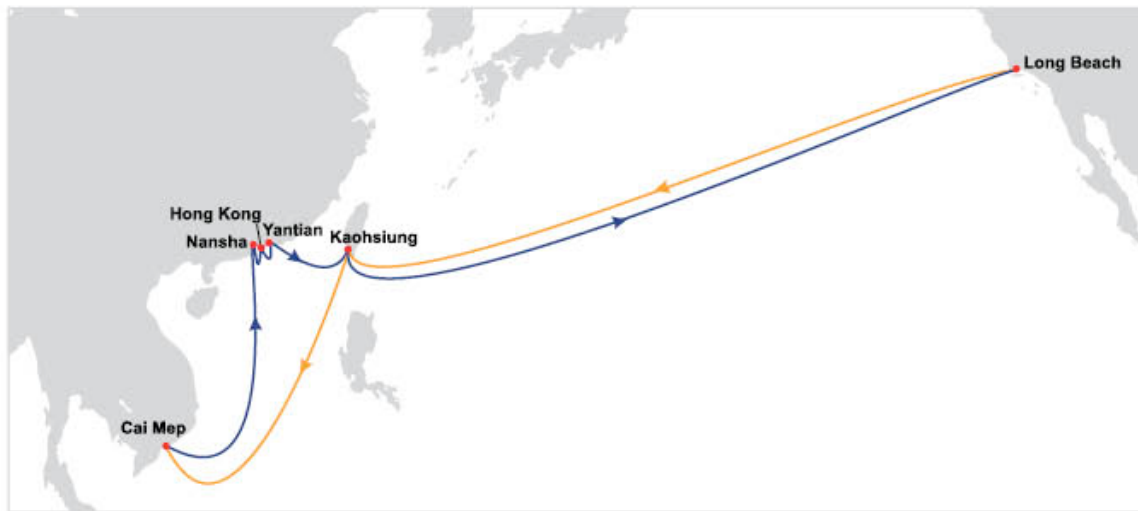 Long Beach
Hong Kong
Yantian
Nansha
Kaohsiung
Cai Mep